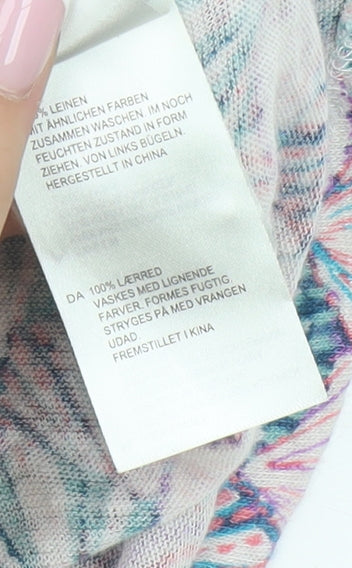 % LEINEN
MIT ÄHNLICHEN FARBEN
ZUSAMMEN WASCHEN. IM NOCH
FEUCHTEN ZUSTAND IN FORM
ZIEHEN. VON LINKS BÜGELN.
HERGESTELLT IN CHINA
DA 100% LÆRRED
VASKES MED LIGNENDE
FARVER. FORMES FUGTIG.
STRYGES PÅ MED VRANGEN
UDAD.
FREMSTILLET I KINA